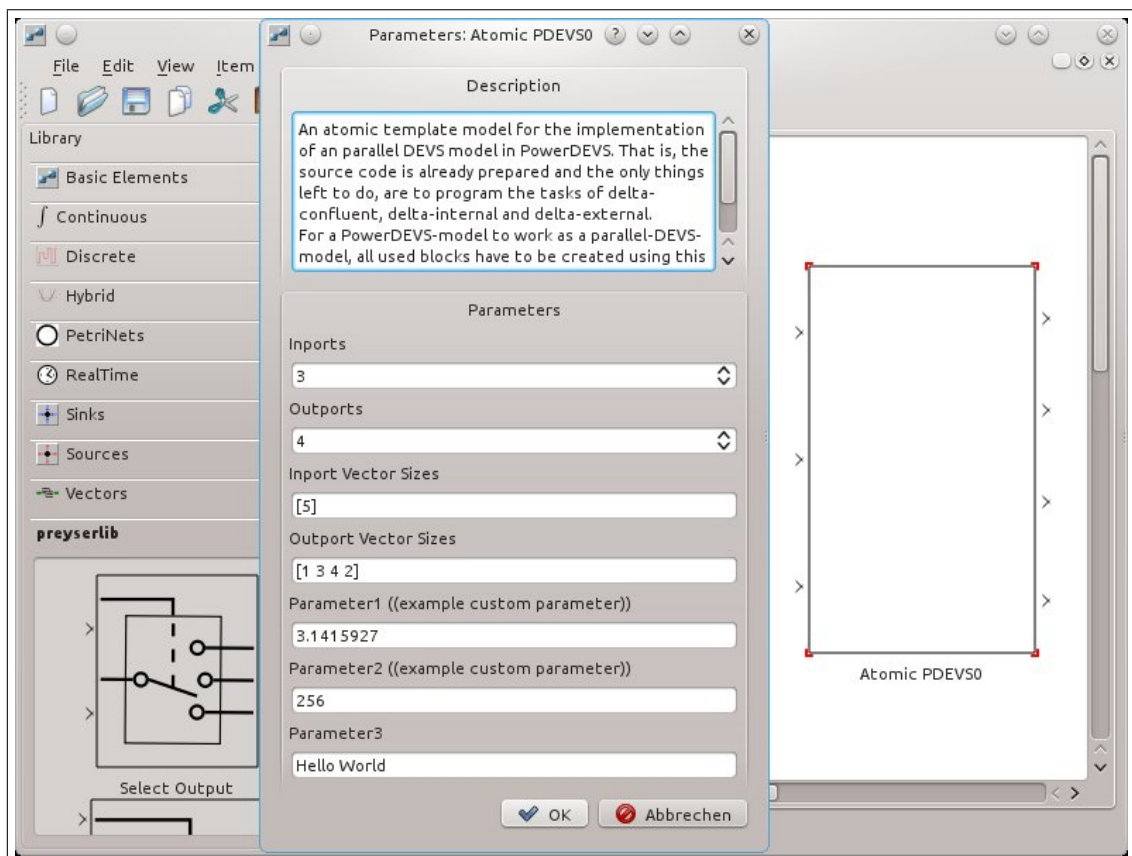 Parameters: Atomic PDEVS0
File Edit View Item
Library
Basic Elements
Continuous
Discrete
Hybrid
PetriNets
RealTime
Sinks
Sources
Vectors
preyserlib
Select Output
Description
An atomic template model for the implementation
of an parallel DEVS model in PowerDEVS. That is, the
source code is already prepared and the only things
left to do, are to program the tasks of delta-
confluent, delta-internal and delta-external.
For a PowerDEVS-model to work as a parallel-DEVS-
model, all used blocks have to be created using this
Parameters
Inports
3
Outports
4
Inport Vector Sizes
[5]
Outport Vector Sizes
[1 3 4 2]
Parameter1 ((example custom parameter))
3.1415927
Parameter2 ((example custom parameter))
256
Parameter3
Hello World
OK
Abbrechen
Atomic PDEVS0